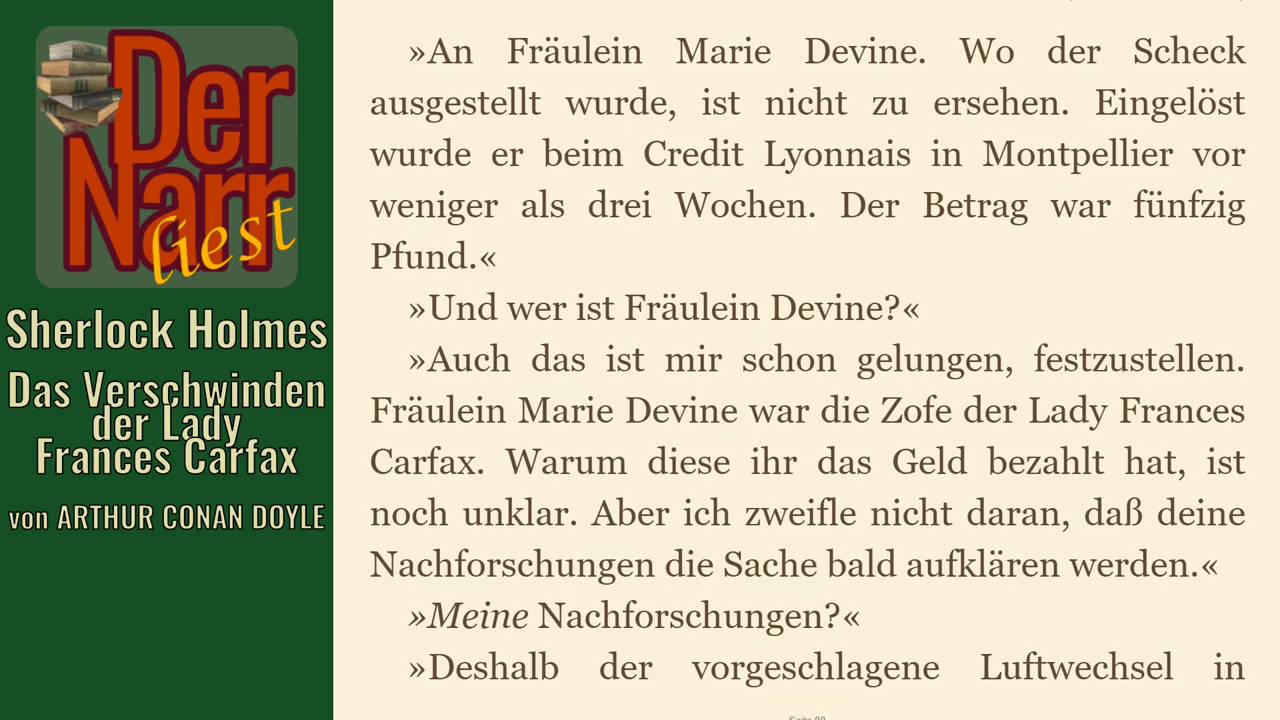 Der
Narr
liest
Sherlock Holmes
Das Verschwinden
der Lady
Frances Carfax
von ARTHUR CONAN DOYLE
»An Fräulein Marie Devine. Wo der Scheck
ausgestellt wurde, ist nicht zu ersehen. Eingelöst
wurde er beim Credit Lyonnais in Montpellier vor
weniger als drei Wochen. Der Betrag war fünfzig
Pfund.«
»Und wer ist Fräulein Devine?«
»Auch das ist mir schon gelungen, festzustellen.
Fräulein Marie Devine war die Zofe der Lady Frances
Carfax. Warum diese ihr das Geld bezahlt hat, ist
noch unklar. Aber ich zweifle nicht daran, daß deine
Nachforschungen die Sache bald aufklären werden.«
»Meine Nachforschungen?«
»Deshalb der vorgeschlagene Luftwechsel in